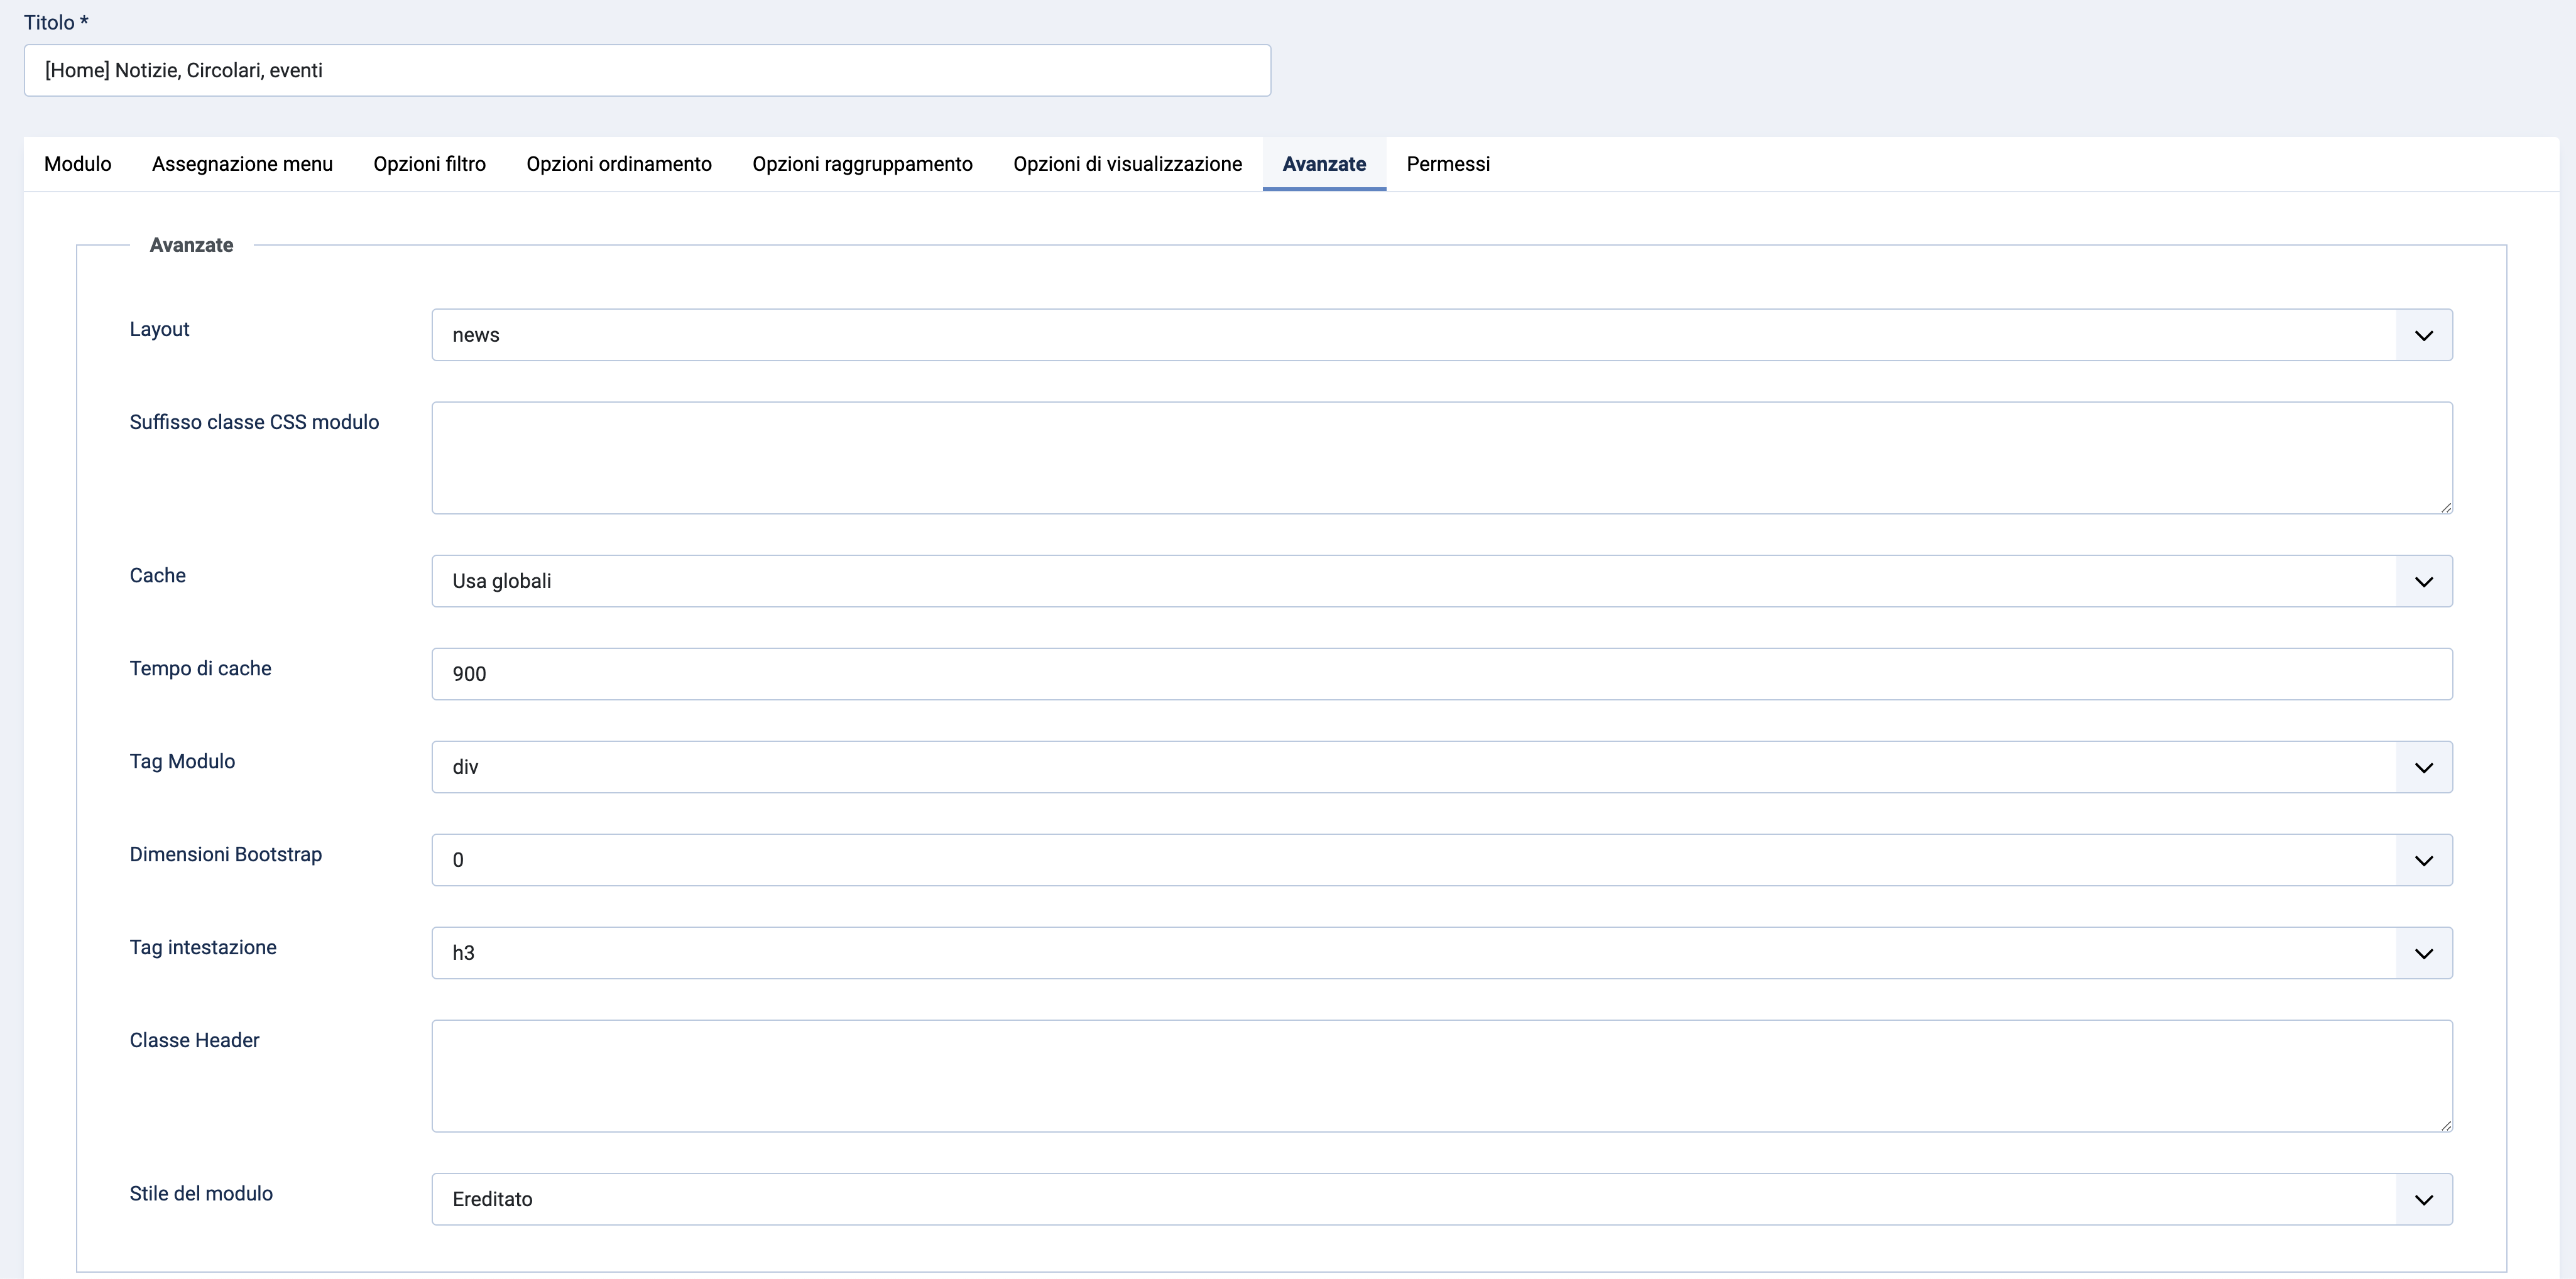 Titolo *
[Home] Notizie, Circolari, eventi
Modulo Assegnazione menu Opzioni filtro Opzioni ordinamento Opzioni raggruppamento Opzioni di visualizzazione Avanzate Permessi
Avanzate
Layout news
Suffisso classe CSS modulo
Cache Usa globali
Tempo di cache 900
Tag Modulo div
Dimensioni Bootstrap 0
Tag intestazione h3
Classe Header
Stile del modulo Ereditato